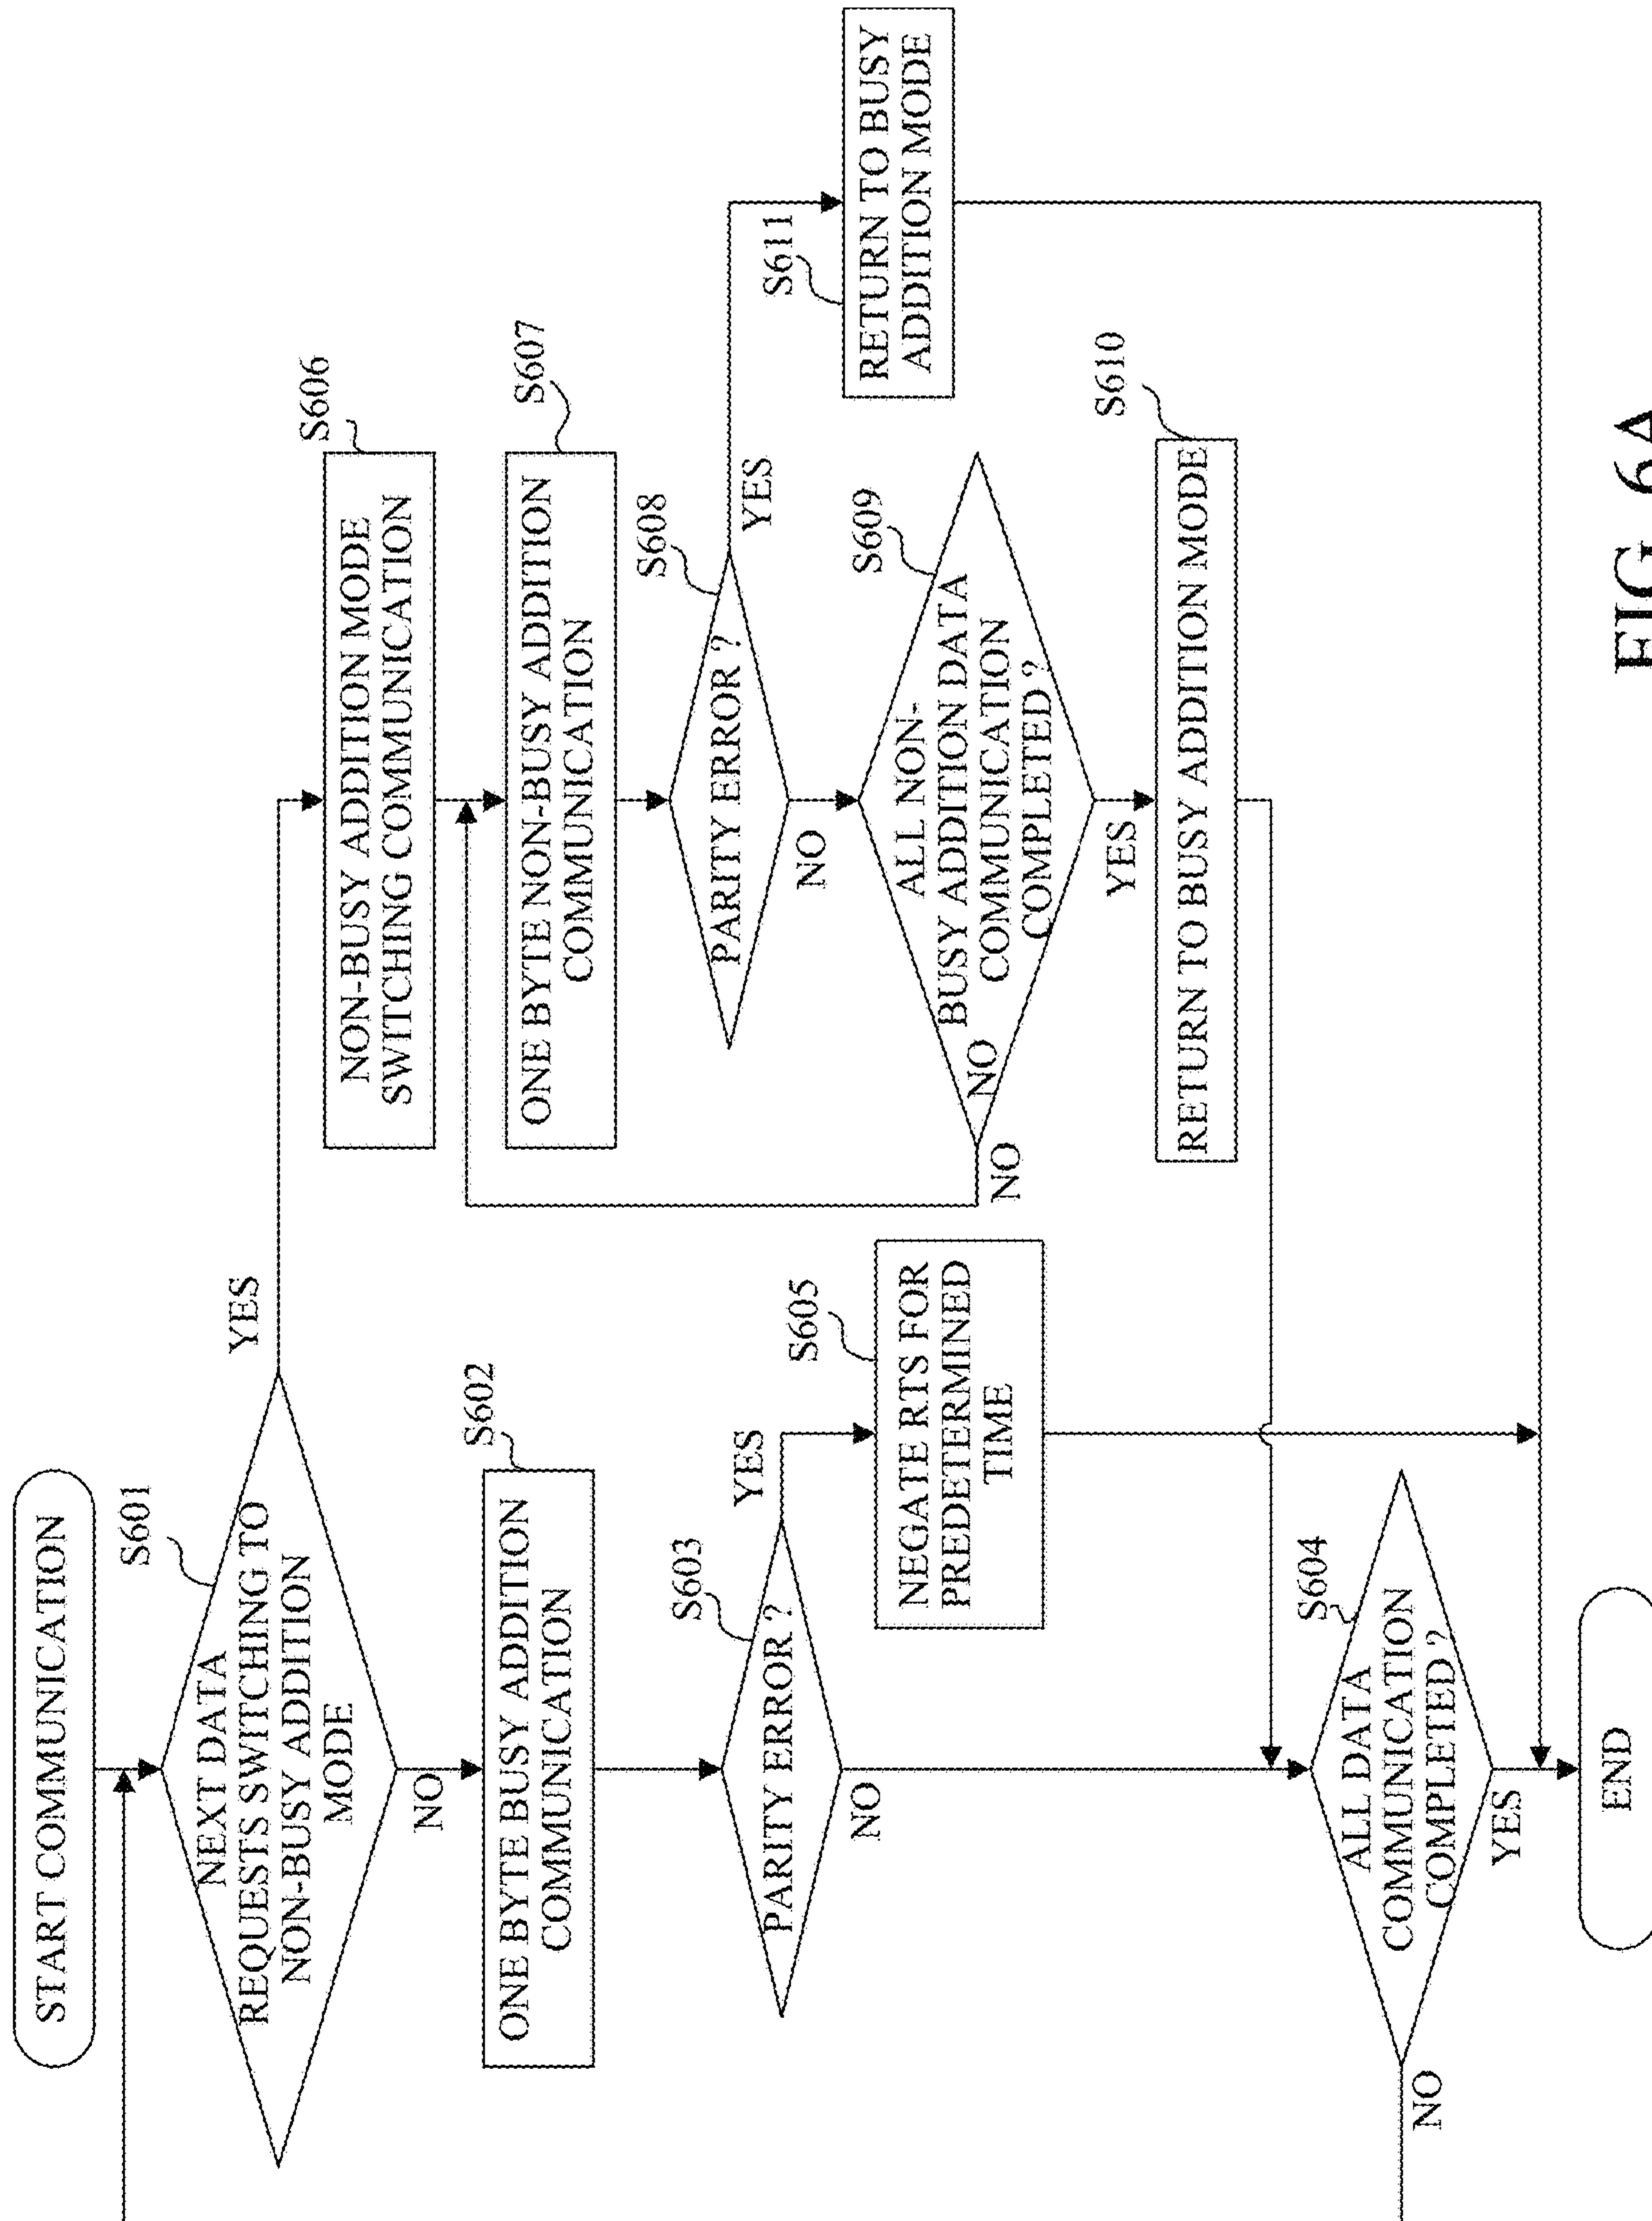 START COMMUNICATION
S601
NEXT DATA
REQUESTS SWITCHING TO
NON-BUSY ADDITION
MODE
YES
NO
S602
ONE BYTE BUSY ADDITION
COMMUNICATION
S603
PARITY ERROR ?
YES
NO
S605
NEGATE RTS FOR
PREDETERMINED
TIME
S604
ALL DATA
COMMUNICATION
COMPLETED ?
NO
YES
END
S606
NON-BUSY ADDITION MODE
SWITCHING COMMUNICATION
S607
ONE BYTE NON-BUSY ADDITION
COMMUNICATION
S608
PARITY ERROR ?
YES
NO
S609
ALL NON-
BUSY ADDITION DATA
COMMUNICATION
COMPLETED ?
NO
NO
YES
S610
RETURN TO BUSY ADDITION MODE
S611
RETURN TO BUSY
ADDITION MODE
FIG. 6A